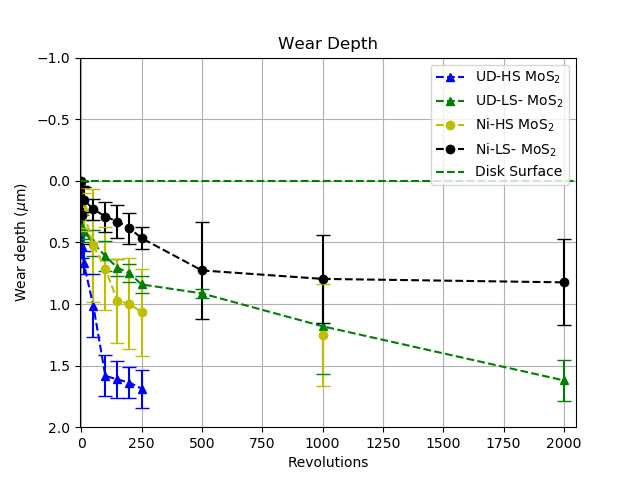 Wear Depth
−1.0
−0.5
0.0
0.5
1.0
1.5
2.0
Wear depth (μm)
UD-HS MoS₂
UD-LS- MoS₂
Ni-HS MoS₂
Ni-LS- MoS₂
Disk Surface
0 250 500 750 1000 1250 1500 1750 2000
Revolutions